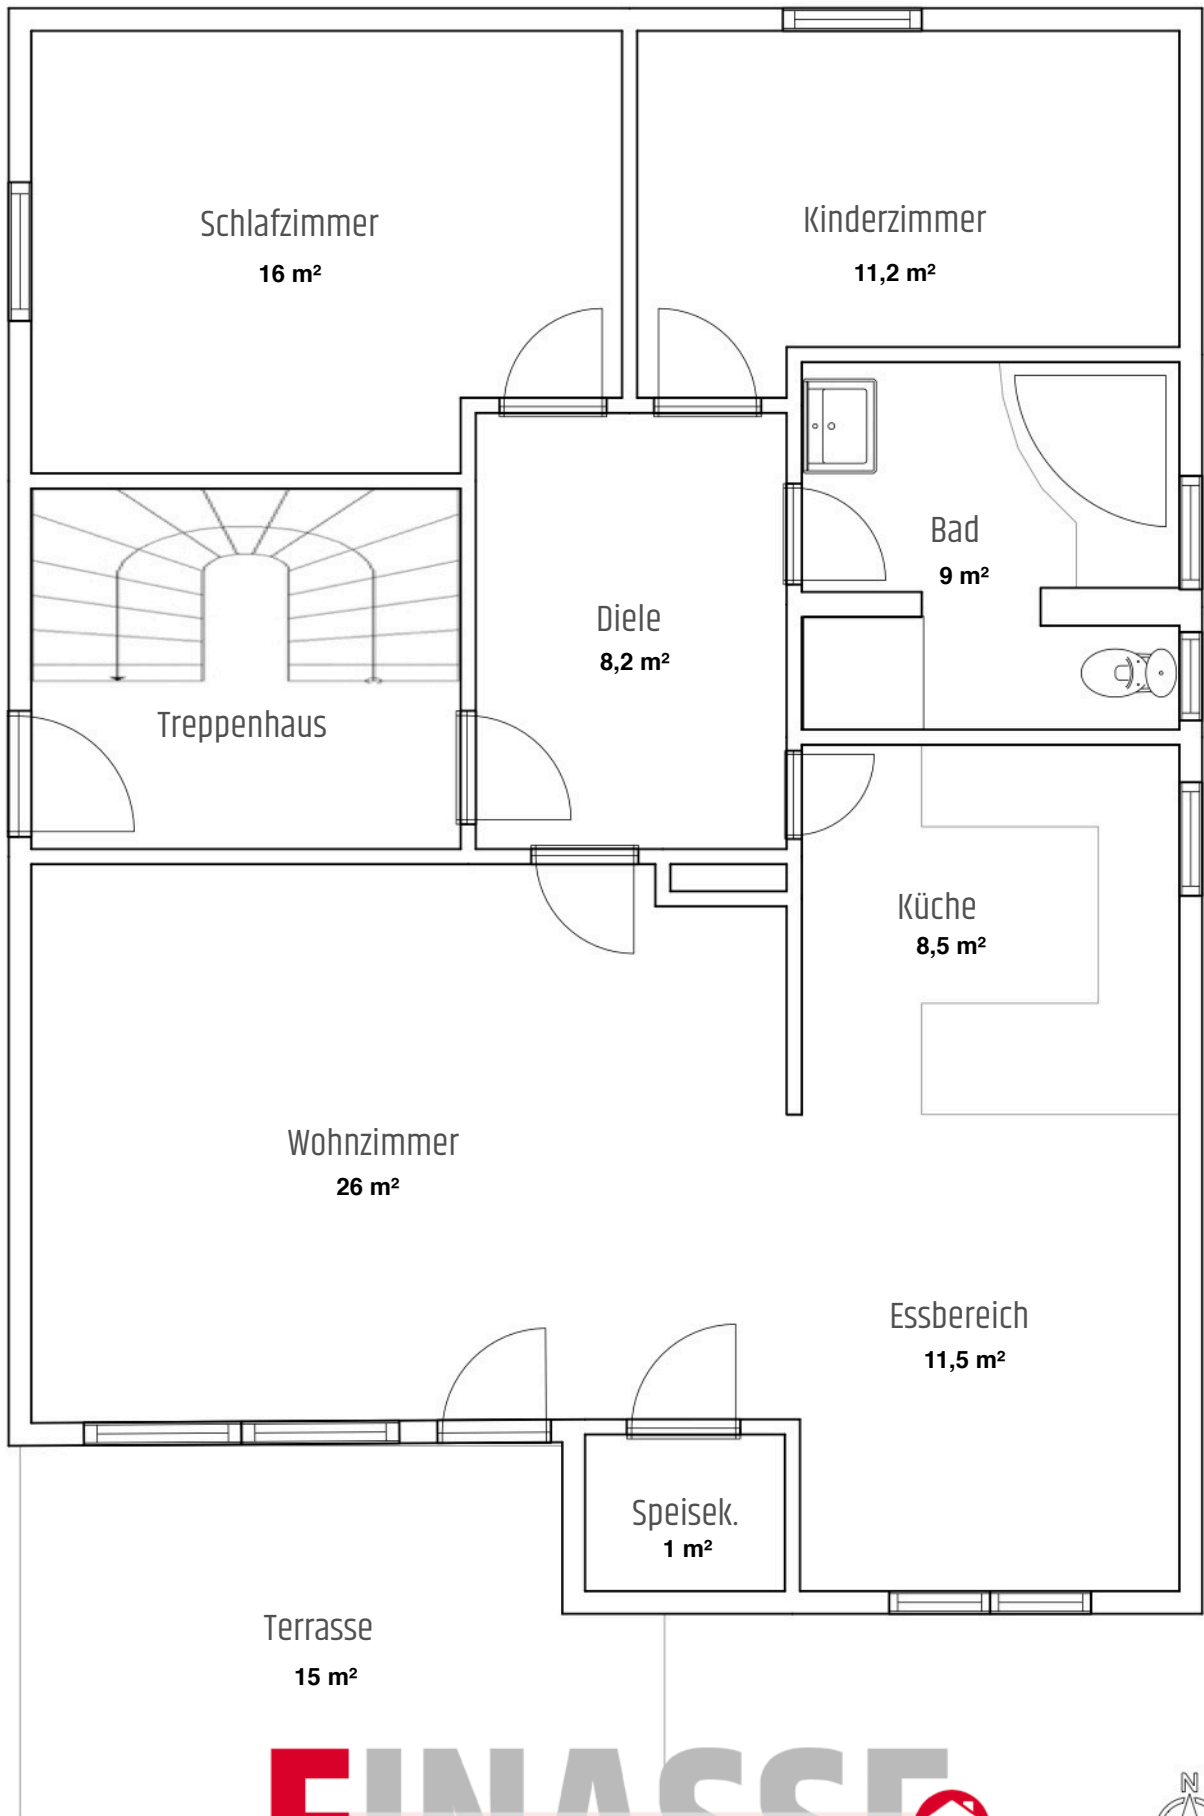 Schlafzimmer
16 m²
Kinderzimmer
11,2 m²
Bad
9 m²
Diele
8,2 m²
Treppenhaus
Küche
8,5 m²
Wohnzimmer
26 m²
Essbereich
11,5 m²
Speisek.
1 m²
Terrasse
15 m²
FINASSE
N